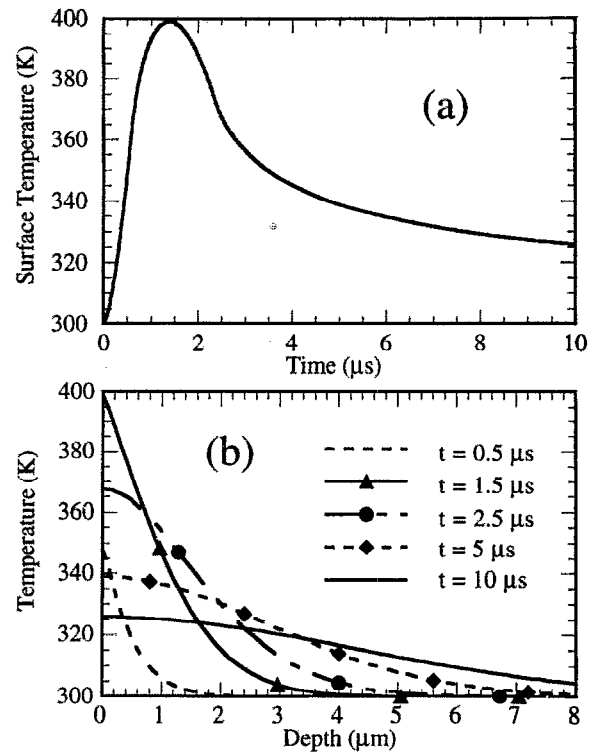 400
380
360
340
320
300
Surface Temperature (K)
(a)
0
2
4
6
8
10
Time (μs)
400
380
360
340
320
300
Temperature (K)
(b)
t = 0.5 μs
t = 1.5 μs
t = 2.5 μs
t = 5 μs
t = 10 μs
0
1
2
3
4
5
6
7
8
Depth (μm)